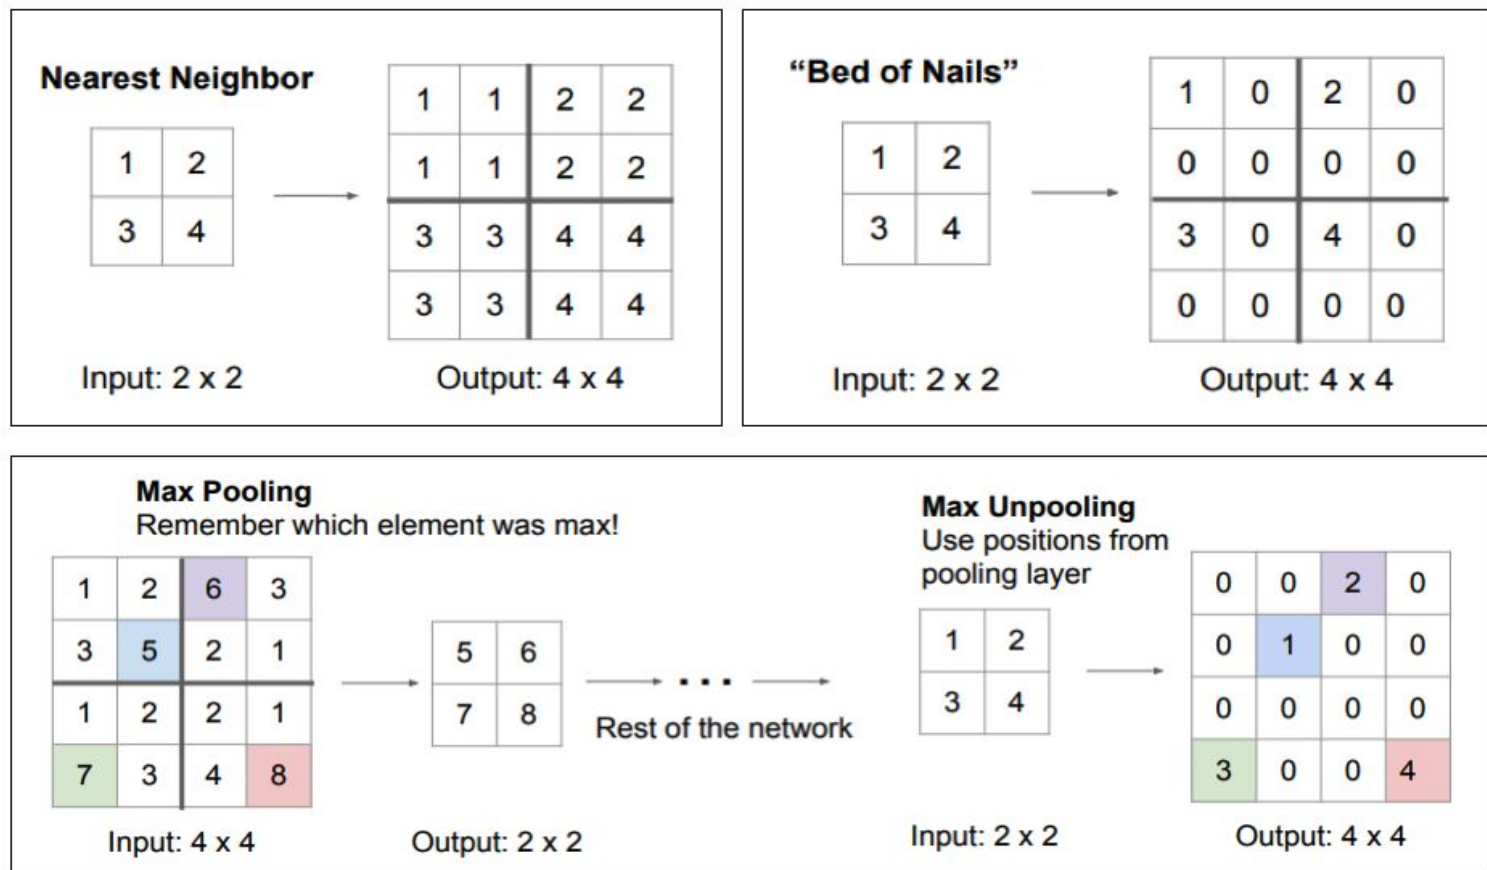 Nearest Neighbor
1 2
3 4
1 1 2 2
1 1 2 2
3 3 4 4
3 3 4 4
Input: 2 x 2
Output: 4 x 4
“Bed of Nails”
1 2
3 4
1 0 2 0
0 0 0 0
3 0 4 0
0 0 0 0
Input: 2 x 2
Output: 4 x 4
Max Pooling
Remember which element was max!
1 2 6 3
3 5 2 1
1 2 2 1
7 3 4 8
Input: 4 x 4
5 6
7 8
Output: 2 x 2
. . .
Rest of the network
Max Unpooling
Use positions from
pooling layer
1 2
3 4
Input: 2 x 2
0 0 2 0
0 1 0 0
0 0 0 0
3 0 0 4
Output: 4 x 4